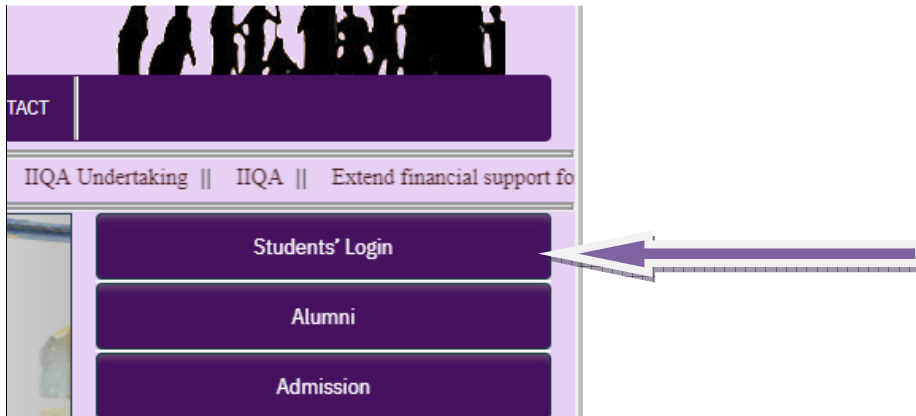 TACT
IIQA Undertaking || IIQA || Extend financial support fo
Students' Login
Alumni
Admission